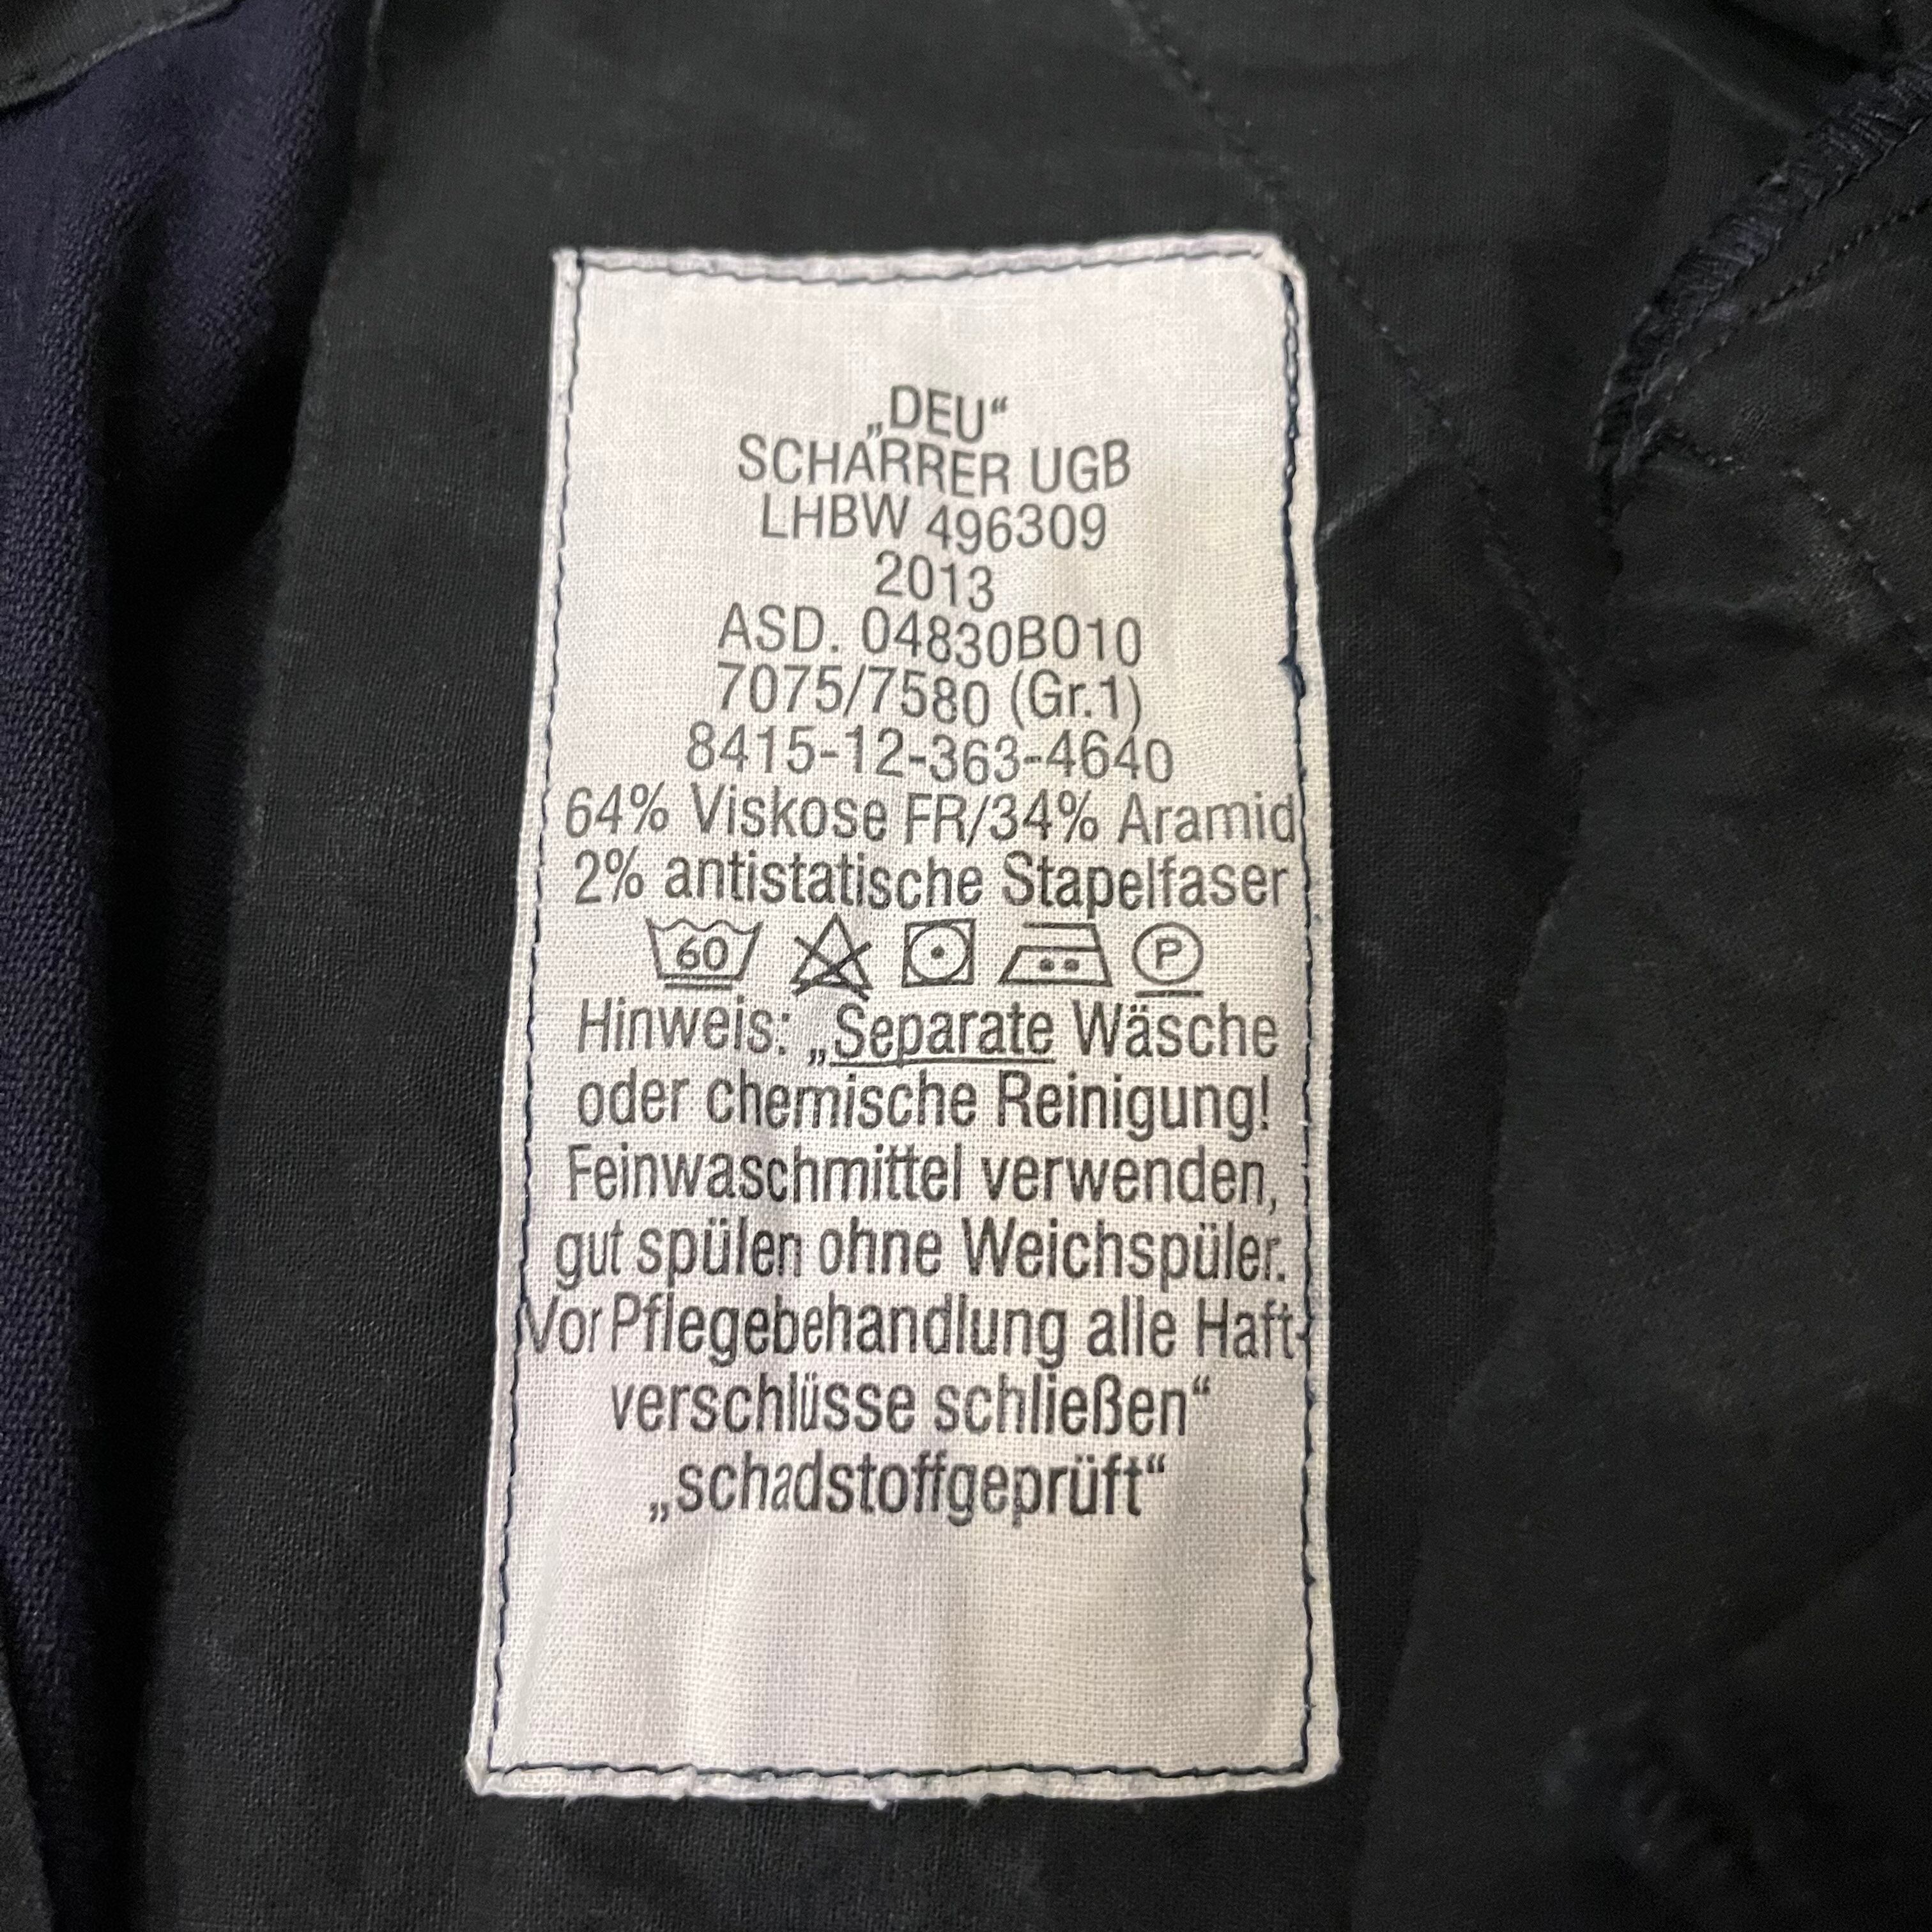 „DEU“
SCHARRER UGB
LHBW 496309
2013
ASD. 04830B010
7075/7580 (Gr.1)
8415-12-363-4640
64% Viskose FR/34% Aramid
2% antistatische Stapelfaser
60 P
Hinweis: „Separate Wäsche
oder chemische Reinigung!
Feinwaschmittel verwenden,
gut spülen ohne Weichspüler.
Vor Pflegebehandlung alle Haft-
verschlüsse schließen“
„schadstoffgeprüft“